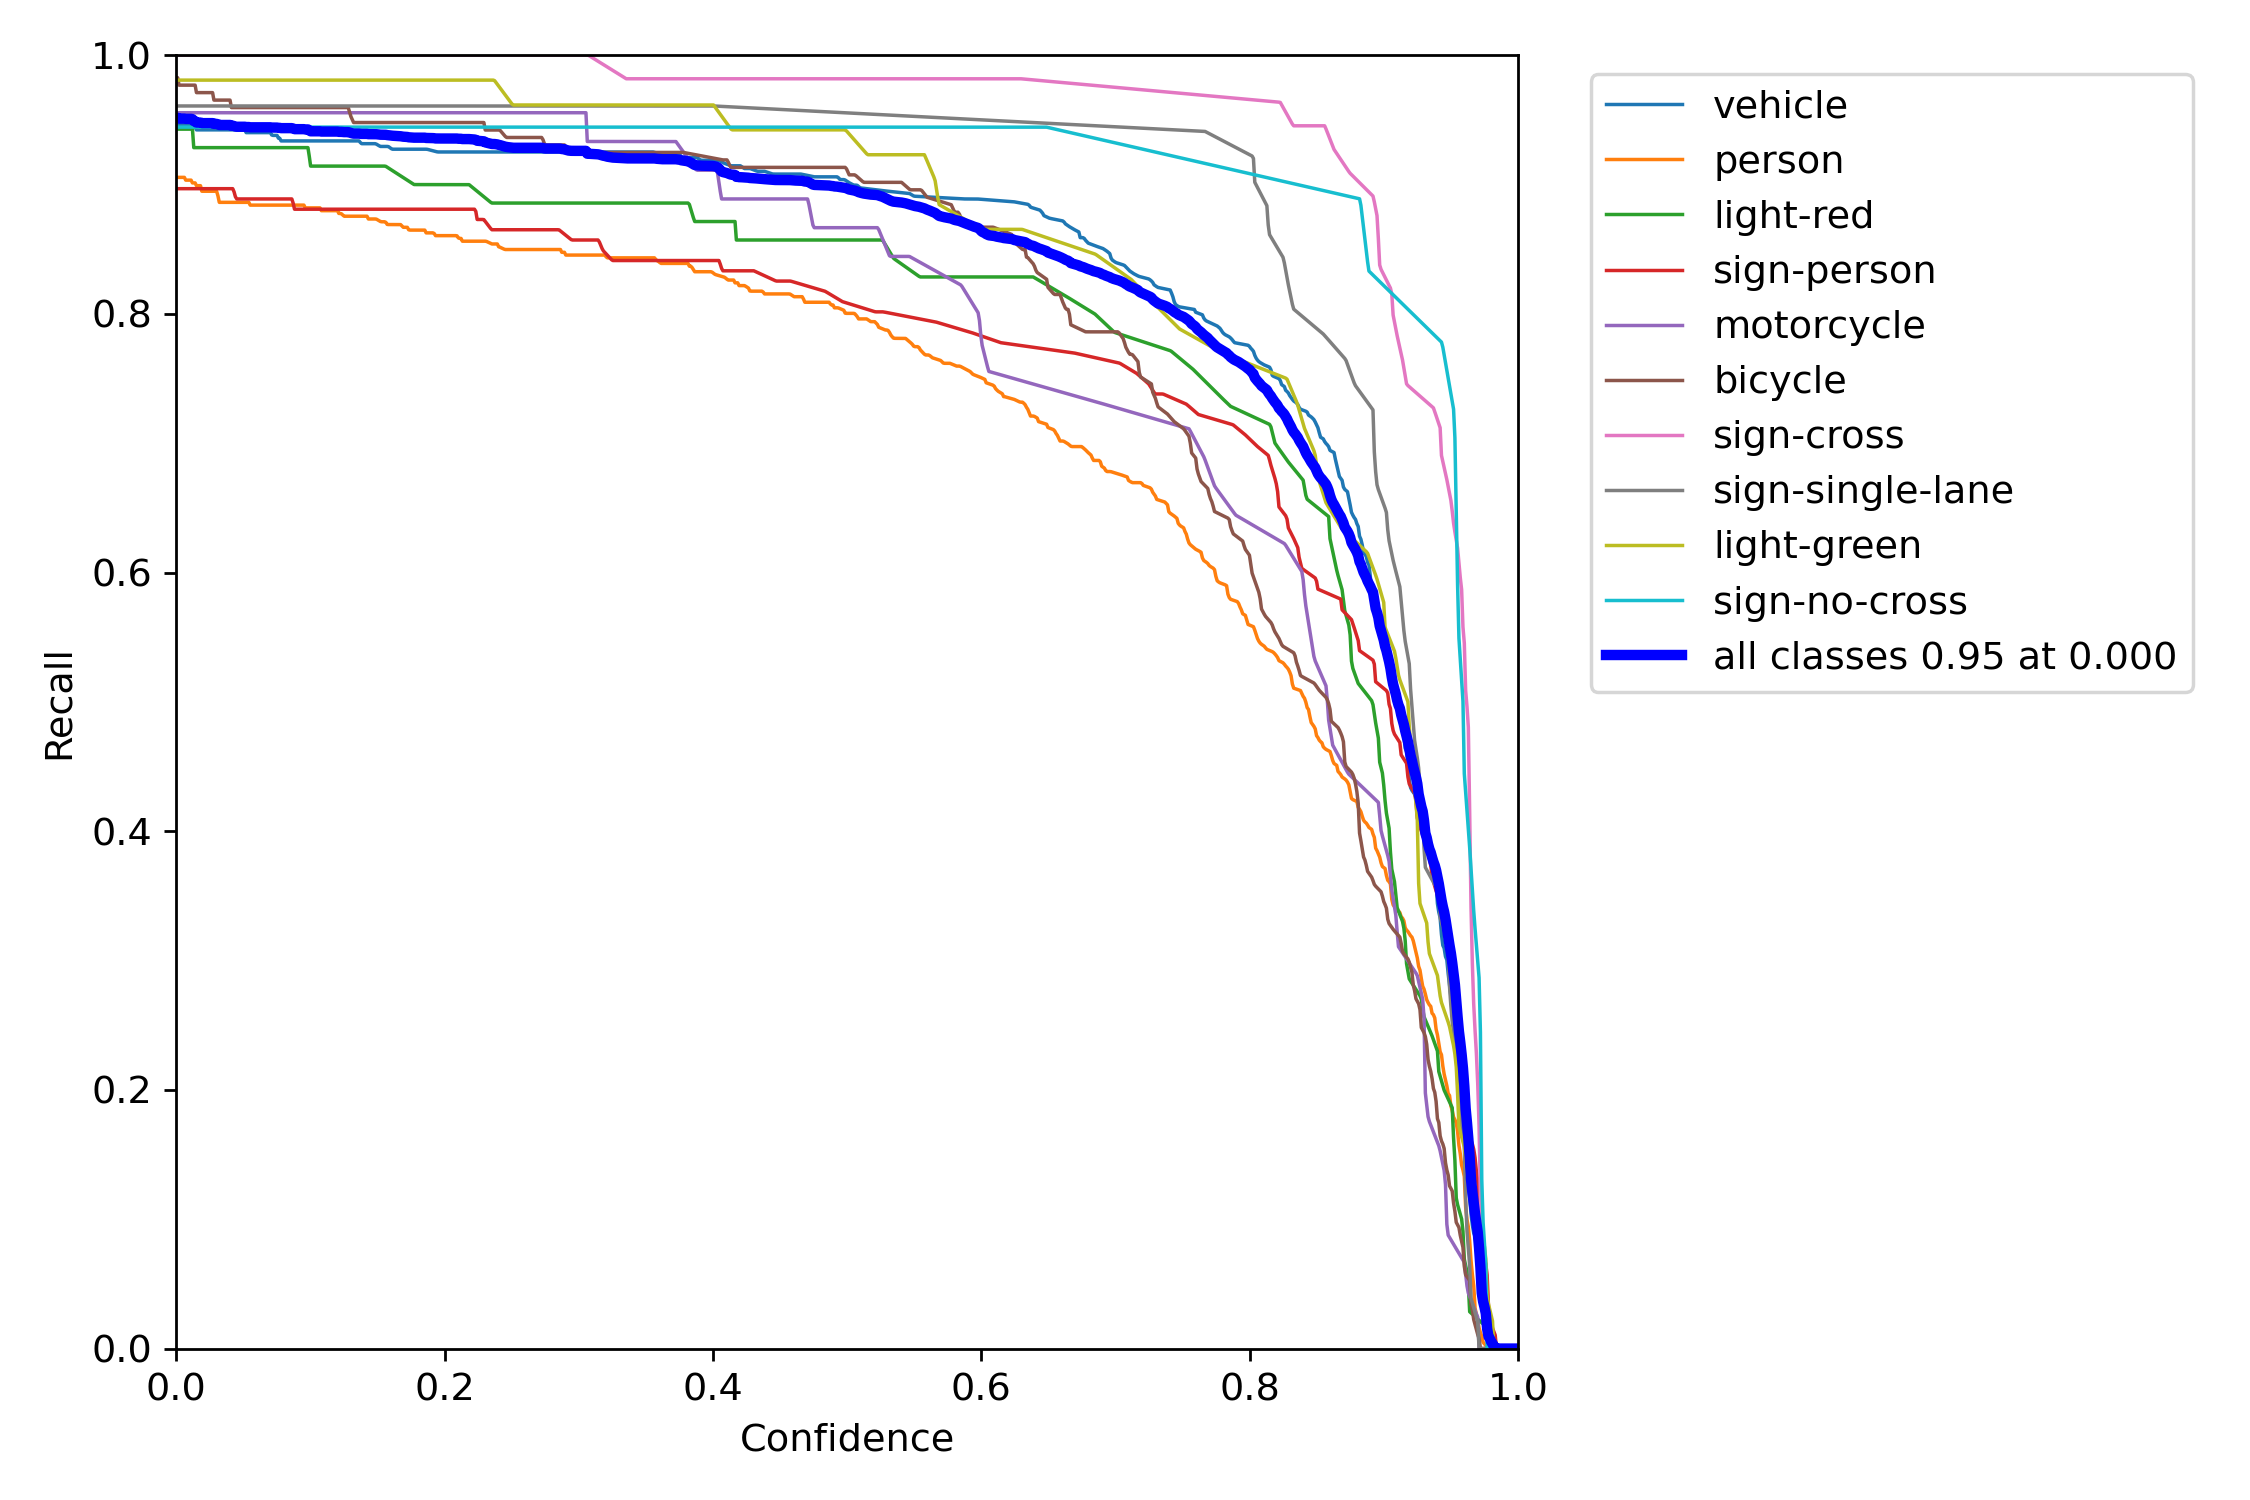 1.0
0.8
0.6
0.4
0.2
0.0
Recall
0.0 0.2 0.4 0.6 0.8 1.0
Confidence
vehicle
person
light-red
sign-person
motorcycle
bicycle
sign-cross
sign-single-lane
light-green
sign-no-cross
all classes 0.95 at 0.000